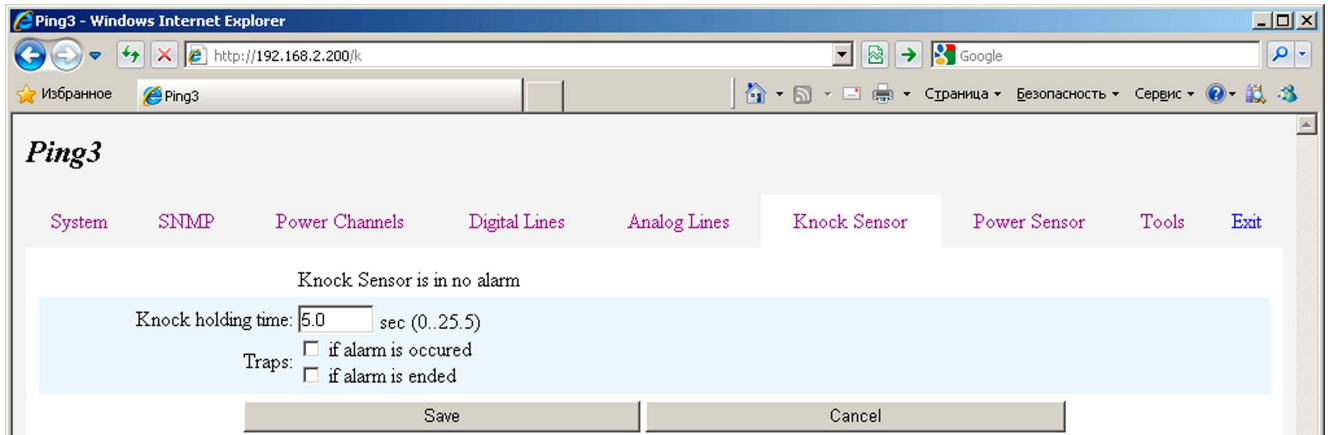 Ping3 - Windows Internet Explorer
http://192.168.2.200/k
Google
Избранное
Ping3
Страница
Безопасность
Сервис
Ping3
System SNMP Power Channels Digital Lines Analog Lines Knock Sensor Power Sensor Tools Exit
Knock Sensor is in no alarm
Knock holding time: 5.0 sec (0..25.5)
Traps:
if alarm is occured
if alarm is ended
Save Cancel